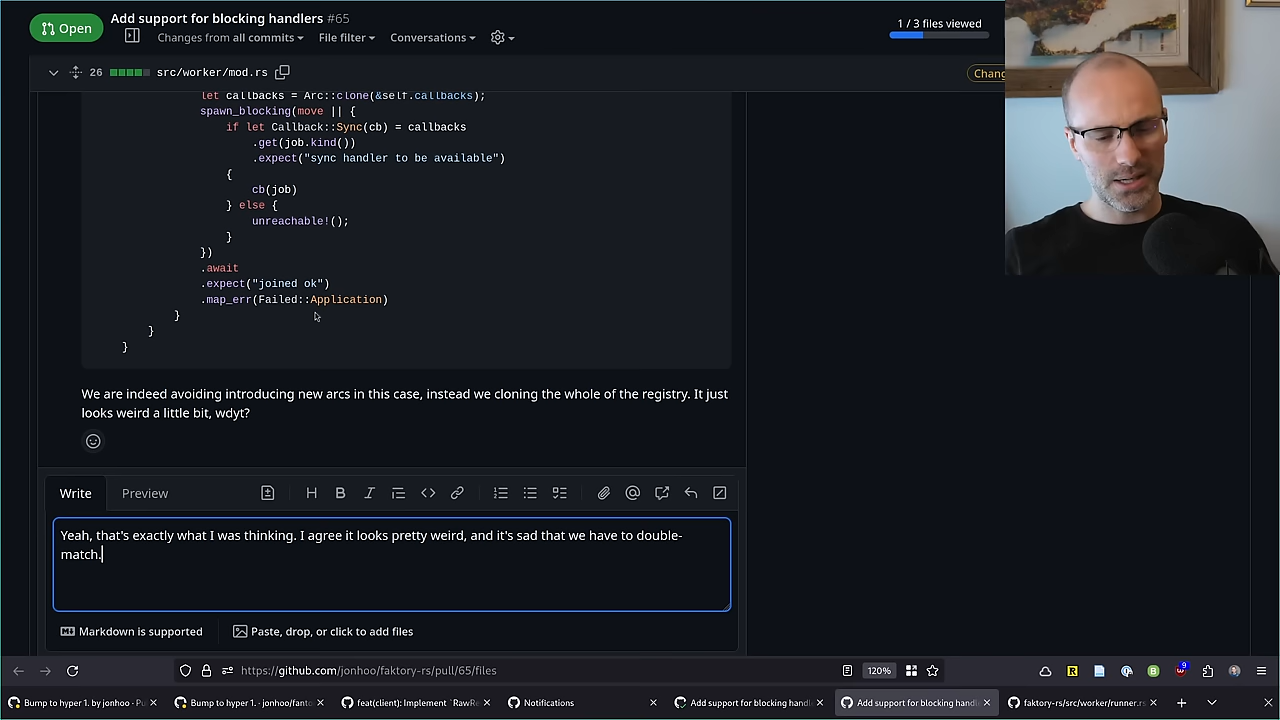 Open
Add support for blocking handlers #65
Changes from all commits
File filter
Conversations
1 / 3 files viewed
26 src/worker/mod.rs
let callbacks = Arc::clone(&self.callbacks);
spawn_blocking(move || {
if let Callback::Sync(cb) = callbacks
.get(job.kind())
.expect("sync handler to be available")
{
cb(job)
} else {
unreachable!();
}
})
.await
.expect("joined ok")
.map_err(Failed::Application)
}
}
}
We are indeed avoiding introducing new arcs in this case, instead we cloning the whole of the registry. It just
looks weird a little bit, wdyt?
Write
Preview
Yeah, that's exactly what I was thinking. I agree it looks pretty weird, and it's sad that we have to double-
match.
Markdown is supported
Paste, drop, or click to add files
https://github.com/jonhoo/faktory-rs/pull/65/files
120%
9
Bump to hyper 1. by jonhoo · Pu
Bump to hyper 1. · jonhoo/fanto
feat(client): Implement `RawRe
Notifications
Add support for blocking handl
Add support for blocking handl
faktory-rs/src/worker/runner.rs